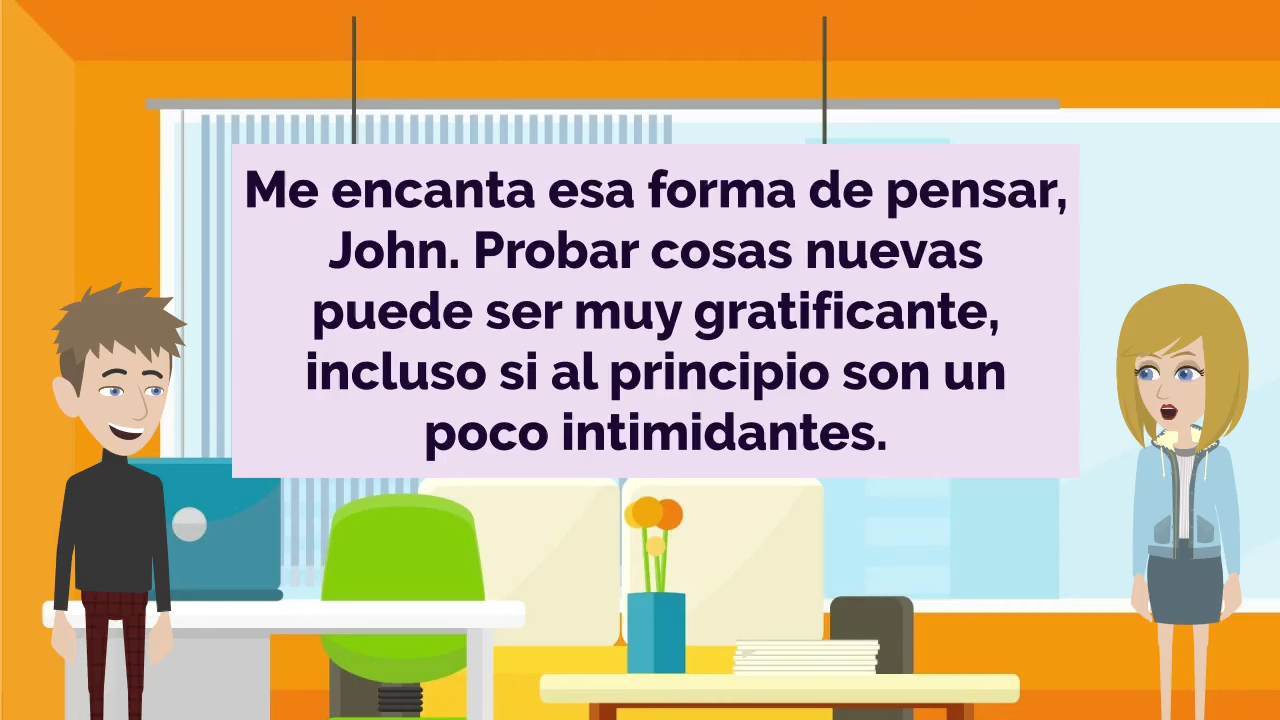 Me encanta esa forma de pensar,
John. Probar cosas nuevas
puede ser muy gratificante,
incluso si al principio son un
poco intimidantes.